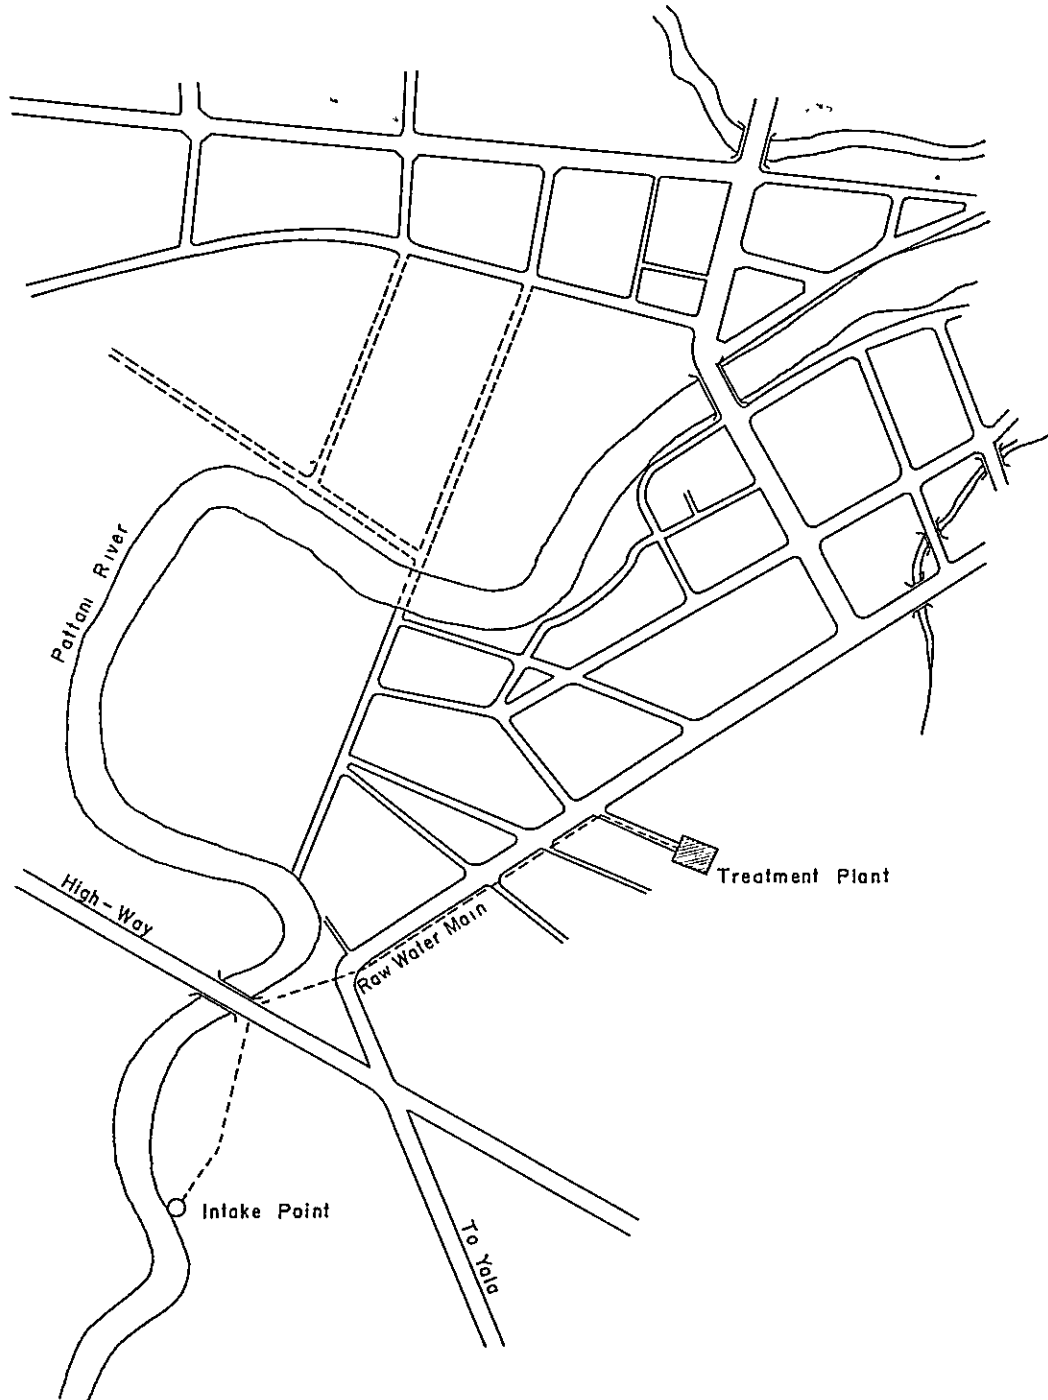 Pattani River
High-Way
Treatment Plant
Raw Water Main
Intake Point
To Yala